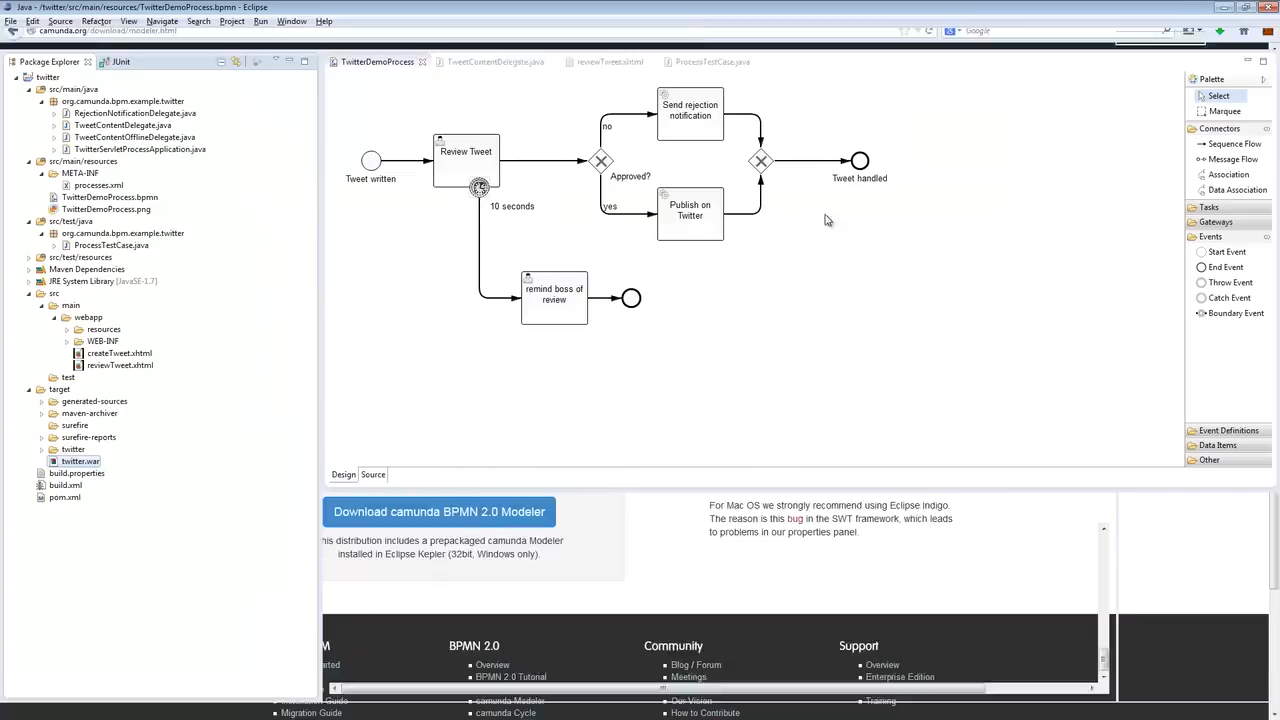 Java - /twitter/src/main/resources/TwitterDemoProcess.bpmn - Eclipse
File Edit Source Refactor View Navigate Search Project Run Window Help
camunda.org/download/modeler.html
Google
Package Explorer
JUnit
twitter
src/main/java
org.camunda.bpm.example.twitter
RejectionNotificationDelegate.java
TweetContentDelegate.java
TweetContentOfflineDelegate.java
TwitterServletProcessApplication.java
src/main/resources
META-INF
processes.xml
TwitterDemoProcess.bpmn
TwitterDemoProcess.png
src/test/java
org.camunda.bpm.example.twitter
ProcessTestCase.java
src/test/resources
Maven Dependencies
JRE System Library [JavaSE-1.7]
src
main
webapp
resources
WEB-INF
createTweet.xhtml
reviewTweet.xhtml
test
target
generated-sources
maven-archiver
surefire
surefire-reports
twitter
twitter.war
build.properties
build.xml
pom.xml
TwitterDemoProcess
TweetContentDelegate.java
reviewTweet.xhtml
ProcessTestCase.java
Tweet written
Review Tweet
10 seconds
remind boss of
review
no
Approved?
yes
Send rejection
notification
Publish on
Twitter
Tweet handled
Design
Source
Palette
Select
Marquee
Connectors
Sequence Flow
Message Flow
Association
Data Association
Tasks
Gateways
Events
Start Event
End Event
Throw Event
Catch Event
Boundary Event
Event Definitions
Data Items
Other
Download camunda BPMN 2.0 Modeler
his distribution includes a prepackaged camunda Modeler
installed in Eclipse Kepler (32bit, Windows only).
For Mac OS we strongly recommend using Eclipse Indigo.
The reason is this bug in the SWT framework, which leads
to problems in our properties panel.
M
tarted
Migration Guide
BPMN 2.0
Overview
BPMN 2.0 Tutorial
camunda Modeler
camunda Cycle
Community
Blog / Forum
Meetings
Our Vision
How to Contribute
Support
Overview
Enterprise Edition
Training